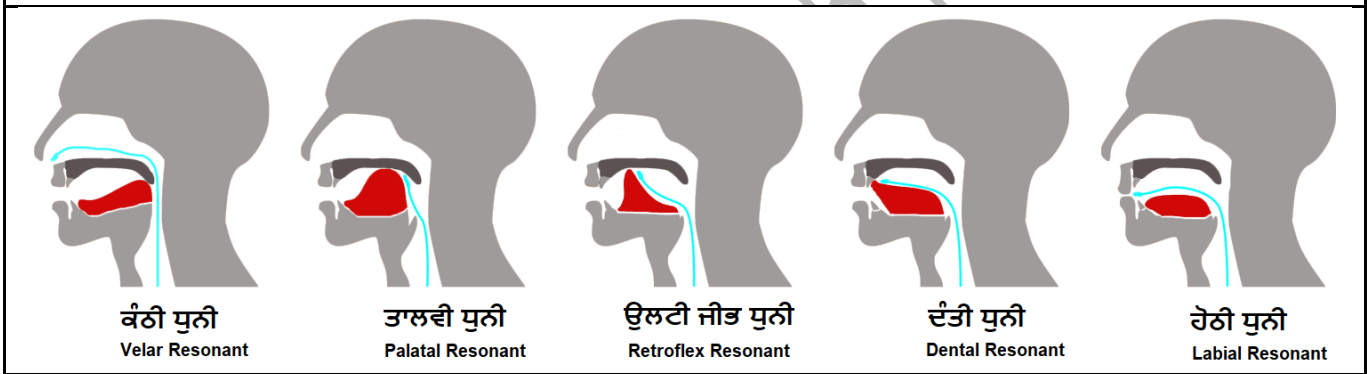 ਕੰਠੀ ਧੁਨੀ
Velar Resonant
ਤਾਲਵੀ ਧੁਨੀ
Palatal Resonant
ਉਲਟੀ ਜੀਭ ਧੁਨੀ
Retroflex Resonant
ਦੰਤੀ ਧੁਨੀ
Dental Resonant
ਹੋਠੀ ਧੁਨੀ
Labial Resonant